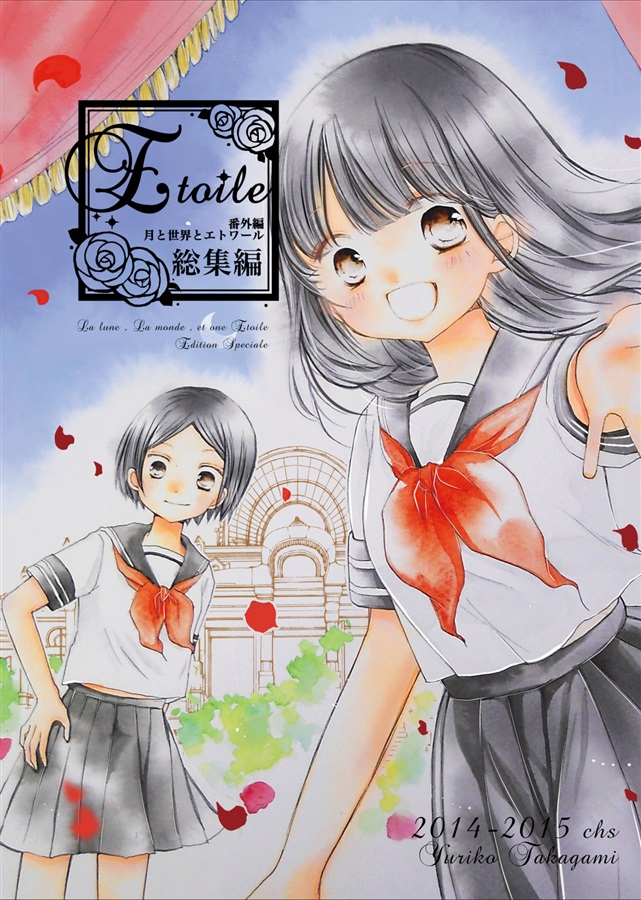 Etoile
番外編
月と世界とエトワール
総集編
La lune , La monde , et one Etoile
Edition Speciale
2014-2015 chs
Yuriko Takagami